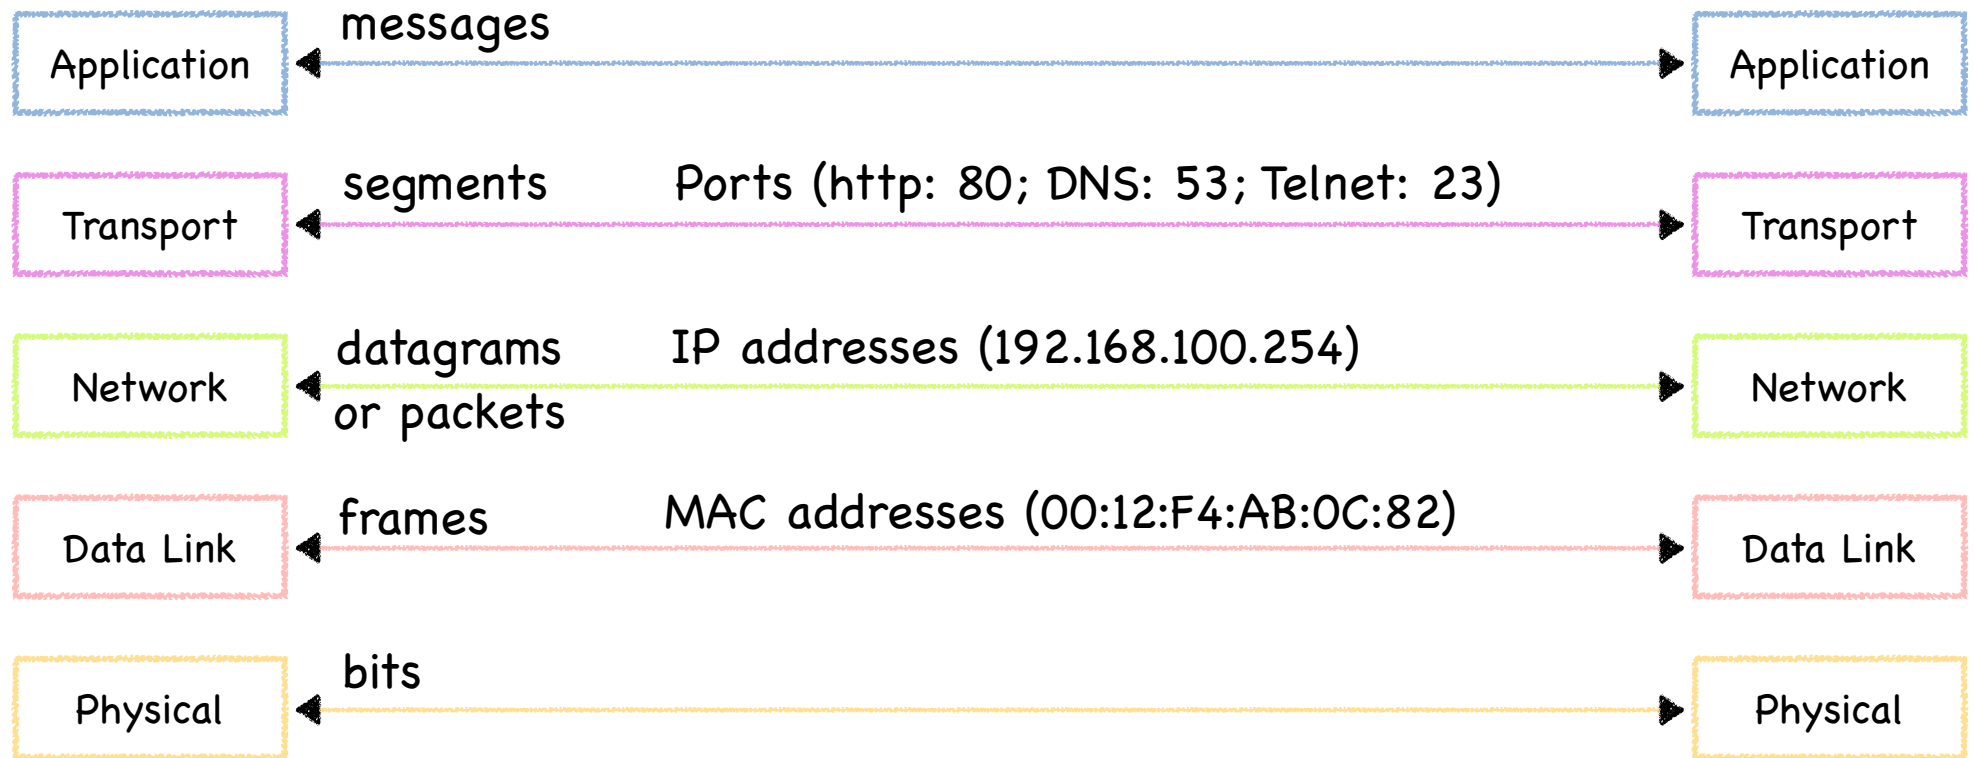 messages
Application Application
segments Ports (http: 80; DNS: 53; Telnet: 23)
Transport Transport
datagrams IP addresses (192.168.100.254)
Network Network
or packets
frames MAC addresses (00:12:F4:AB:0C:82)
Data Link Data Link
bits
Physical Physical